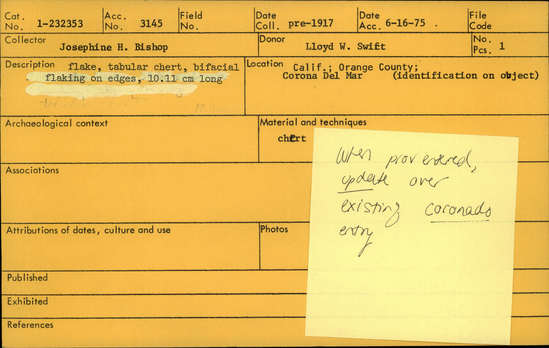 Cat. No. 1-232353 Acc. No. 3145 Field No. Date Coll. pre-1917 Date Acc. 6-16-75 . File Code
Collector Josephine H. Bishop Donor Lloyd W. Swift No. Pcs. 1
Description flake, tabular chert, bifacial
flaking on edges, 10.11 cm long
Location Calif.; Orange County;
Corona Del Mar (identification on object)
Archaeological context
Material and techniques
chert
Associations
Attributions of dates, culture and use
Photos
Published
Exhibited
References
When prov entered,
update over
existing coronado
entry